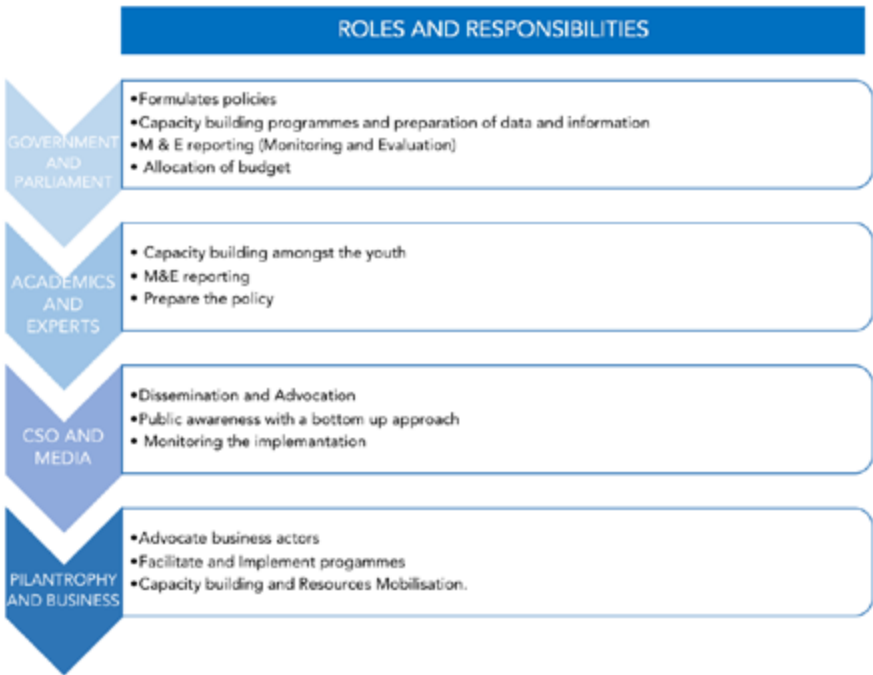 ROLES AND RESPONSIBILITIES
GOVERNMENT
AND
PARLIAMENT
•Formulates policies
•Capacity building programmes and preparation of data and information
•M & E reporting (Monitoring and Evaluation)
• Allocation of budget
ACADEMICS
AND
EXPERTS
• Capacity building amongst the youth
• M&E reporting
• Prepare the policy
CSO AND
MEDIA
•Dissemination and Advocation
•Public awareness with a bottom up approach
• Monitoring the implemantation
PILANTROPHY
AND BUSINESS
•Advocate business actors
•Facilitate and Implement progammes
•Capacity building and Resources Mobilisation.